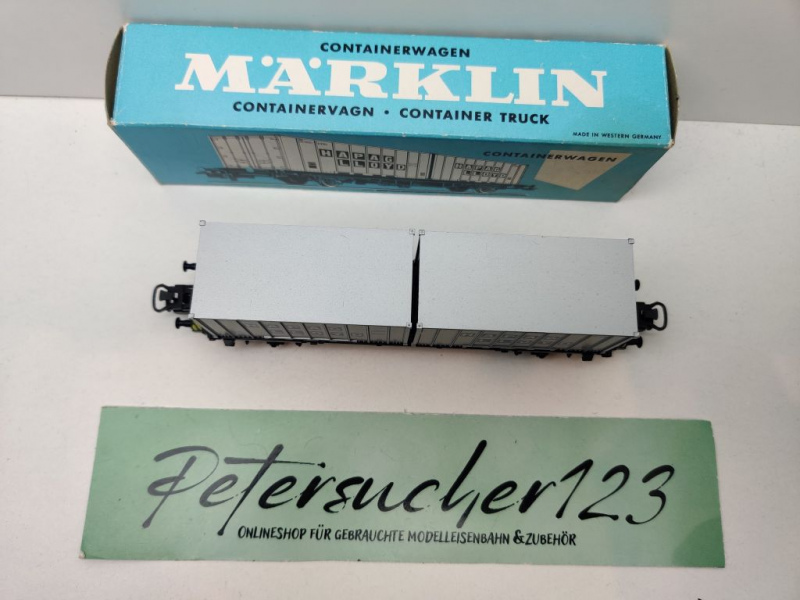 CONTAINERWAGEN
MÄRKLIN
CONTAINERVAGN · CONTAINER TRUCK
MADE IN WESTERN GERMANY
CONTAINERWAGEN
HAPAG
LLOYD
Petersucher123
ONLINESHOP FÜR GEBRAUCHTE MODELLEISENBAHN & ZUBEHÖR